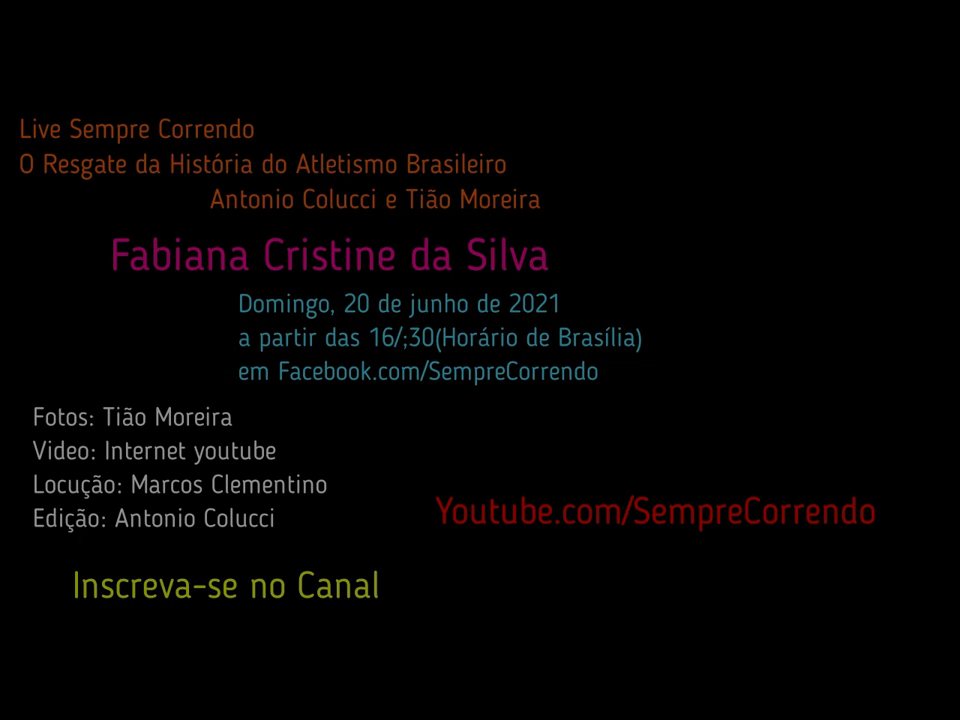 Live Sempre Correndo
O Resgate da História do Atletismo Brasileiro
Antonio Colucci e Tião Moreira
Fabiana Cristine da Silva
Domingo, 20 de junho de 2021
a partir das 16/;30(Horário de Brasília)
em Facebook.com/SempreCorrendo
Fotos: Tião Moreira
Video: Internet youtube
Locução: Marcos Clementino
Edição: Antonio Colucci
Youtube.com/SempreCorrendo
Inscreva-se no Canal